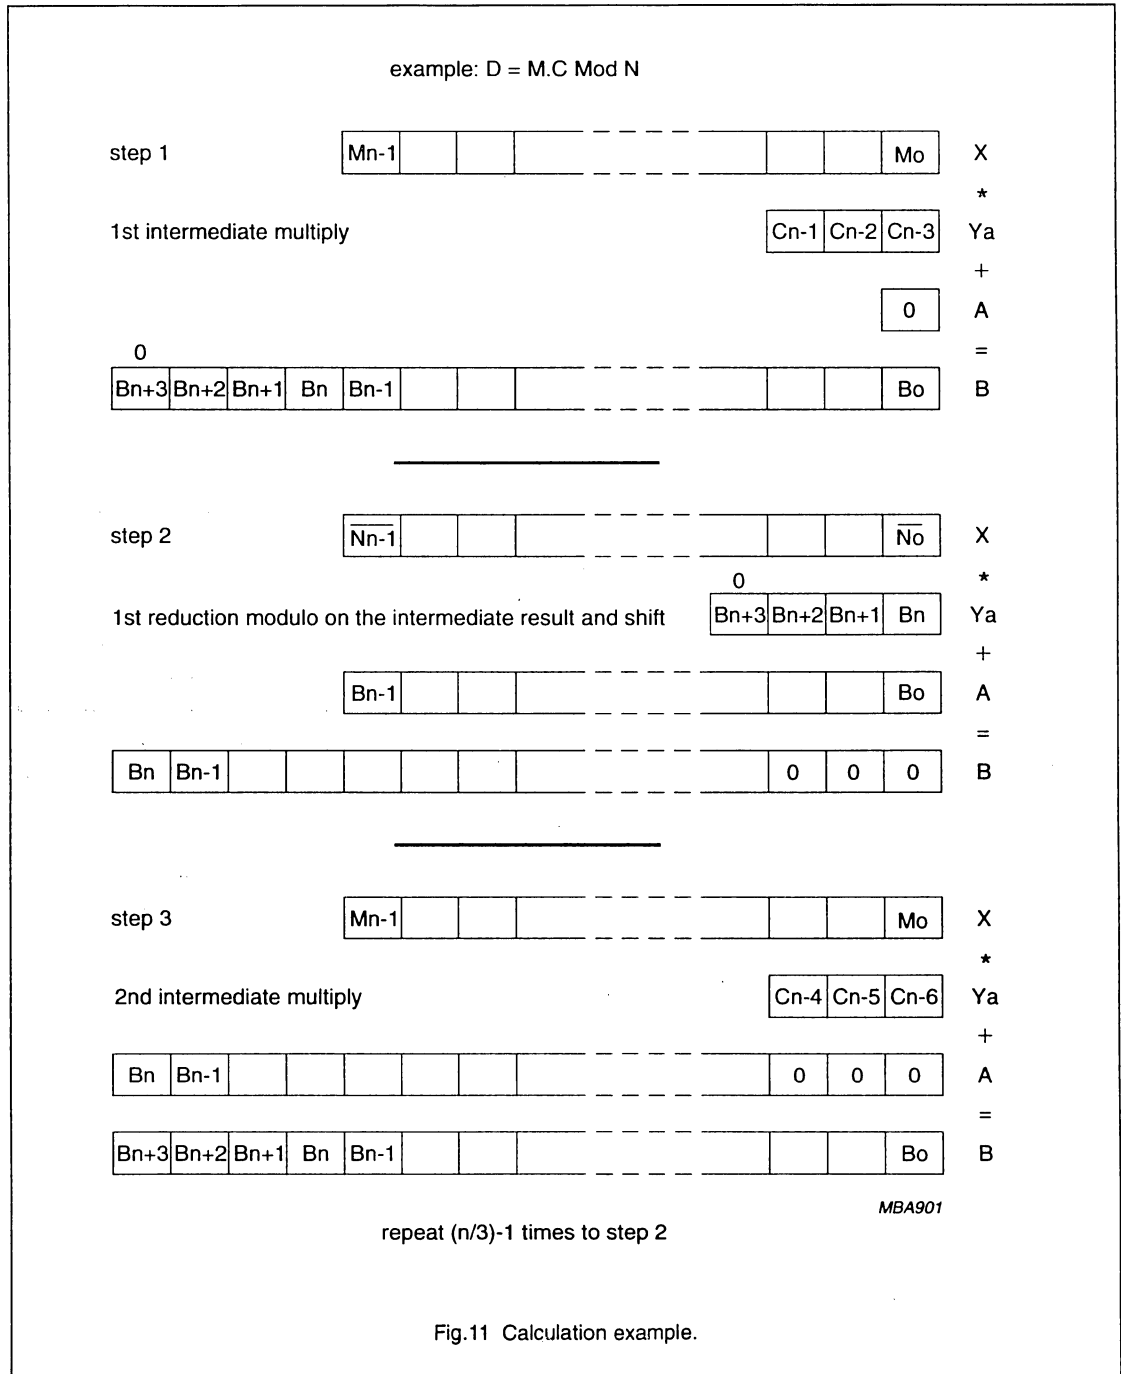 example: D = M.C Mod N
step 1 Mn-1 Mo X
*
1st intermediate multiply Cn-1 Cn-2 Cn-3 Ya
+
0 A
0 =
Bn+3 Bn+2 Bn+1 Bn Bn-1 Bo B
step 2 N̅n̅-̅1̅ N̅o̅ X
0 *
1st reduction modulo on the intermediate result and shift Bn+3 Bn+2 Bn+1 Bn Ya
+
Bn-1 Bo A
=
Bn Bn-1 0 0 0 B
step 3 Mn-1 Mo X
*
2nd intermediate multiply Cn-4 Cn-5 Cn-6 Ya
+
Bn Bn-1 0 0 0 A
=
Bn+3 Bn+2 Bn+1 Bn Bn-1 Bo B
MBA901
repeat (n/3)-1 times to step 2
Fig.11 Calculation example.